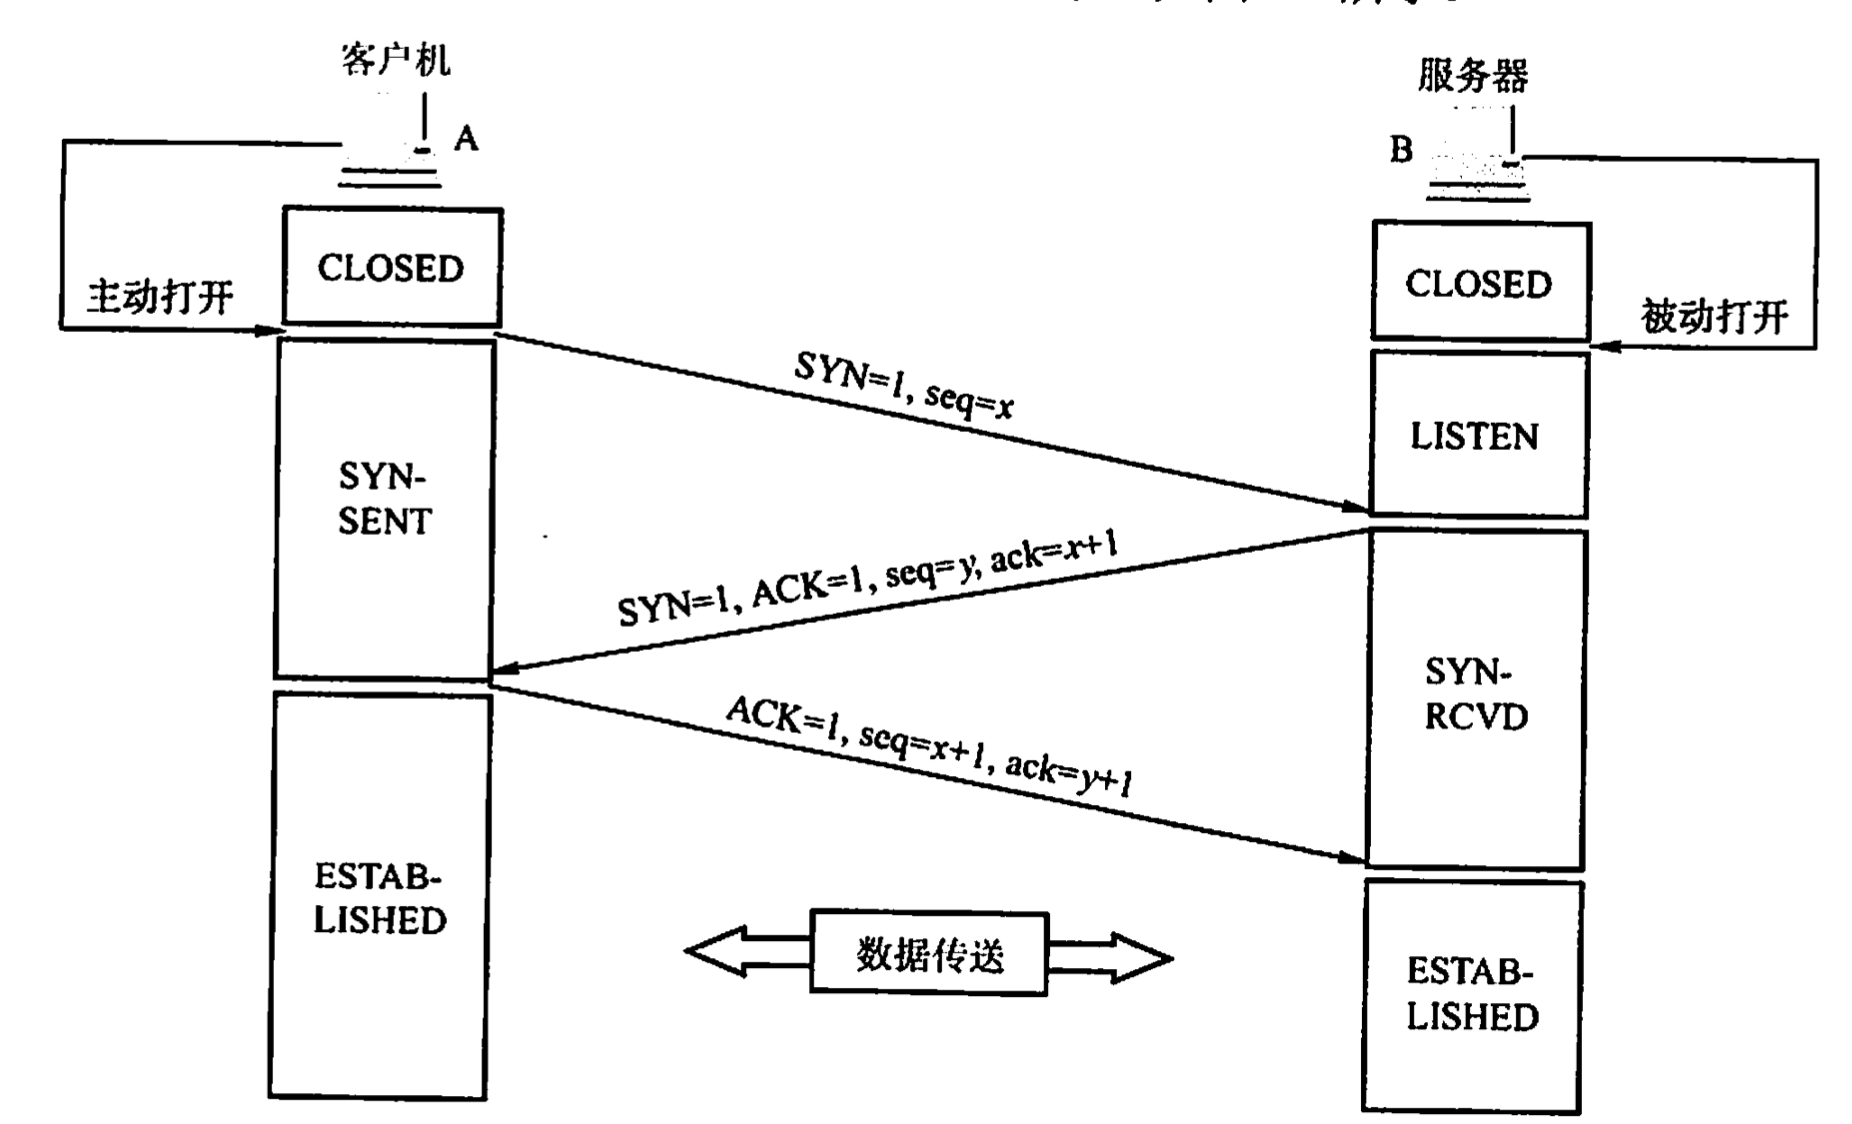 客户机
服务器
A
B
CLOSED
CLOSED
主动打开
被动打开
SYN=1, seq=x
LISTEN
SYN-
SENT
SYN=1, ACK=1, seq=y, ack=x+1
SYN-
RCVD
ACK=1, seq=x+1, ack=y+1
ESTAB-
LISHED
数据传送
ESTAB-
LISHED